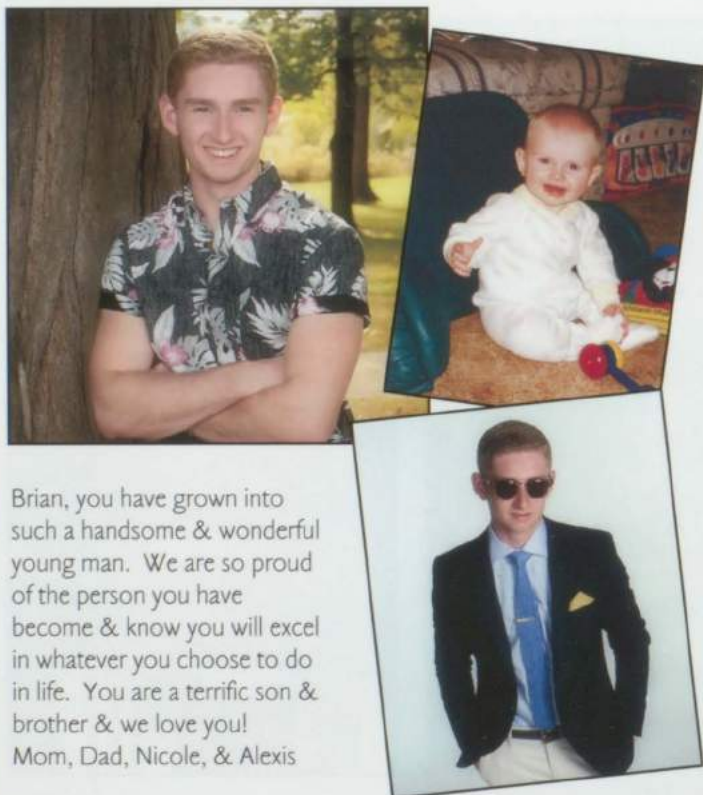 Brian, you have grown into
such a handsome & wonderful
young man. We are so proud
of the person you have
become & know you will excel
in whatever you choose to do
in life. You are a terrific son &
brother & we love you!
Mom, Dad, Nicole, & Alexis